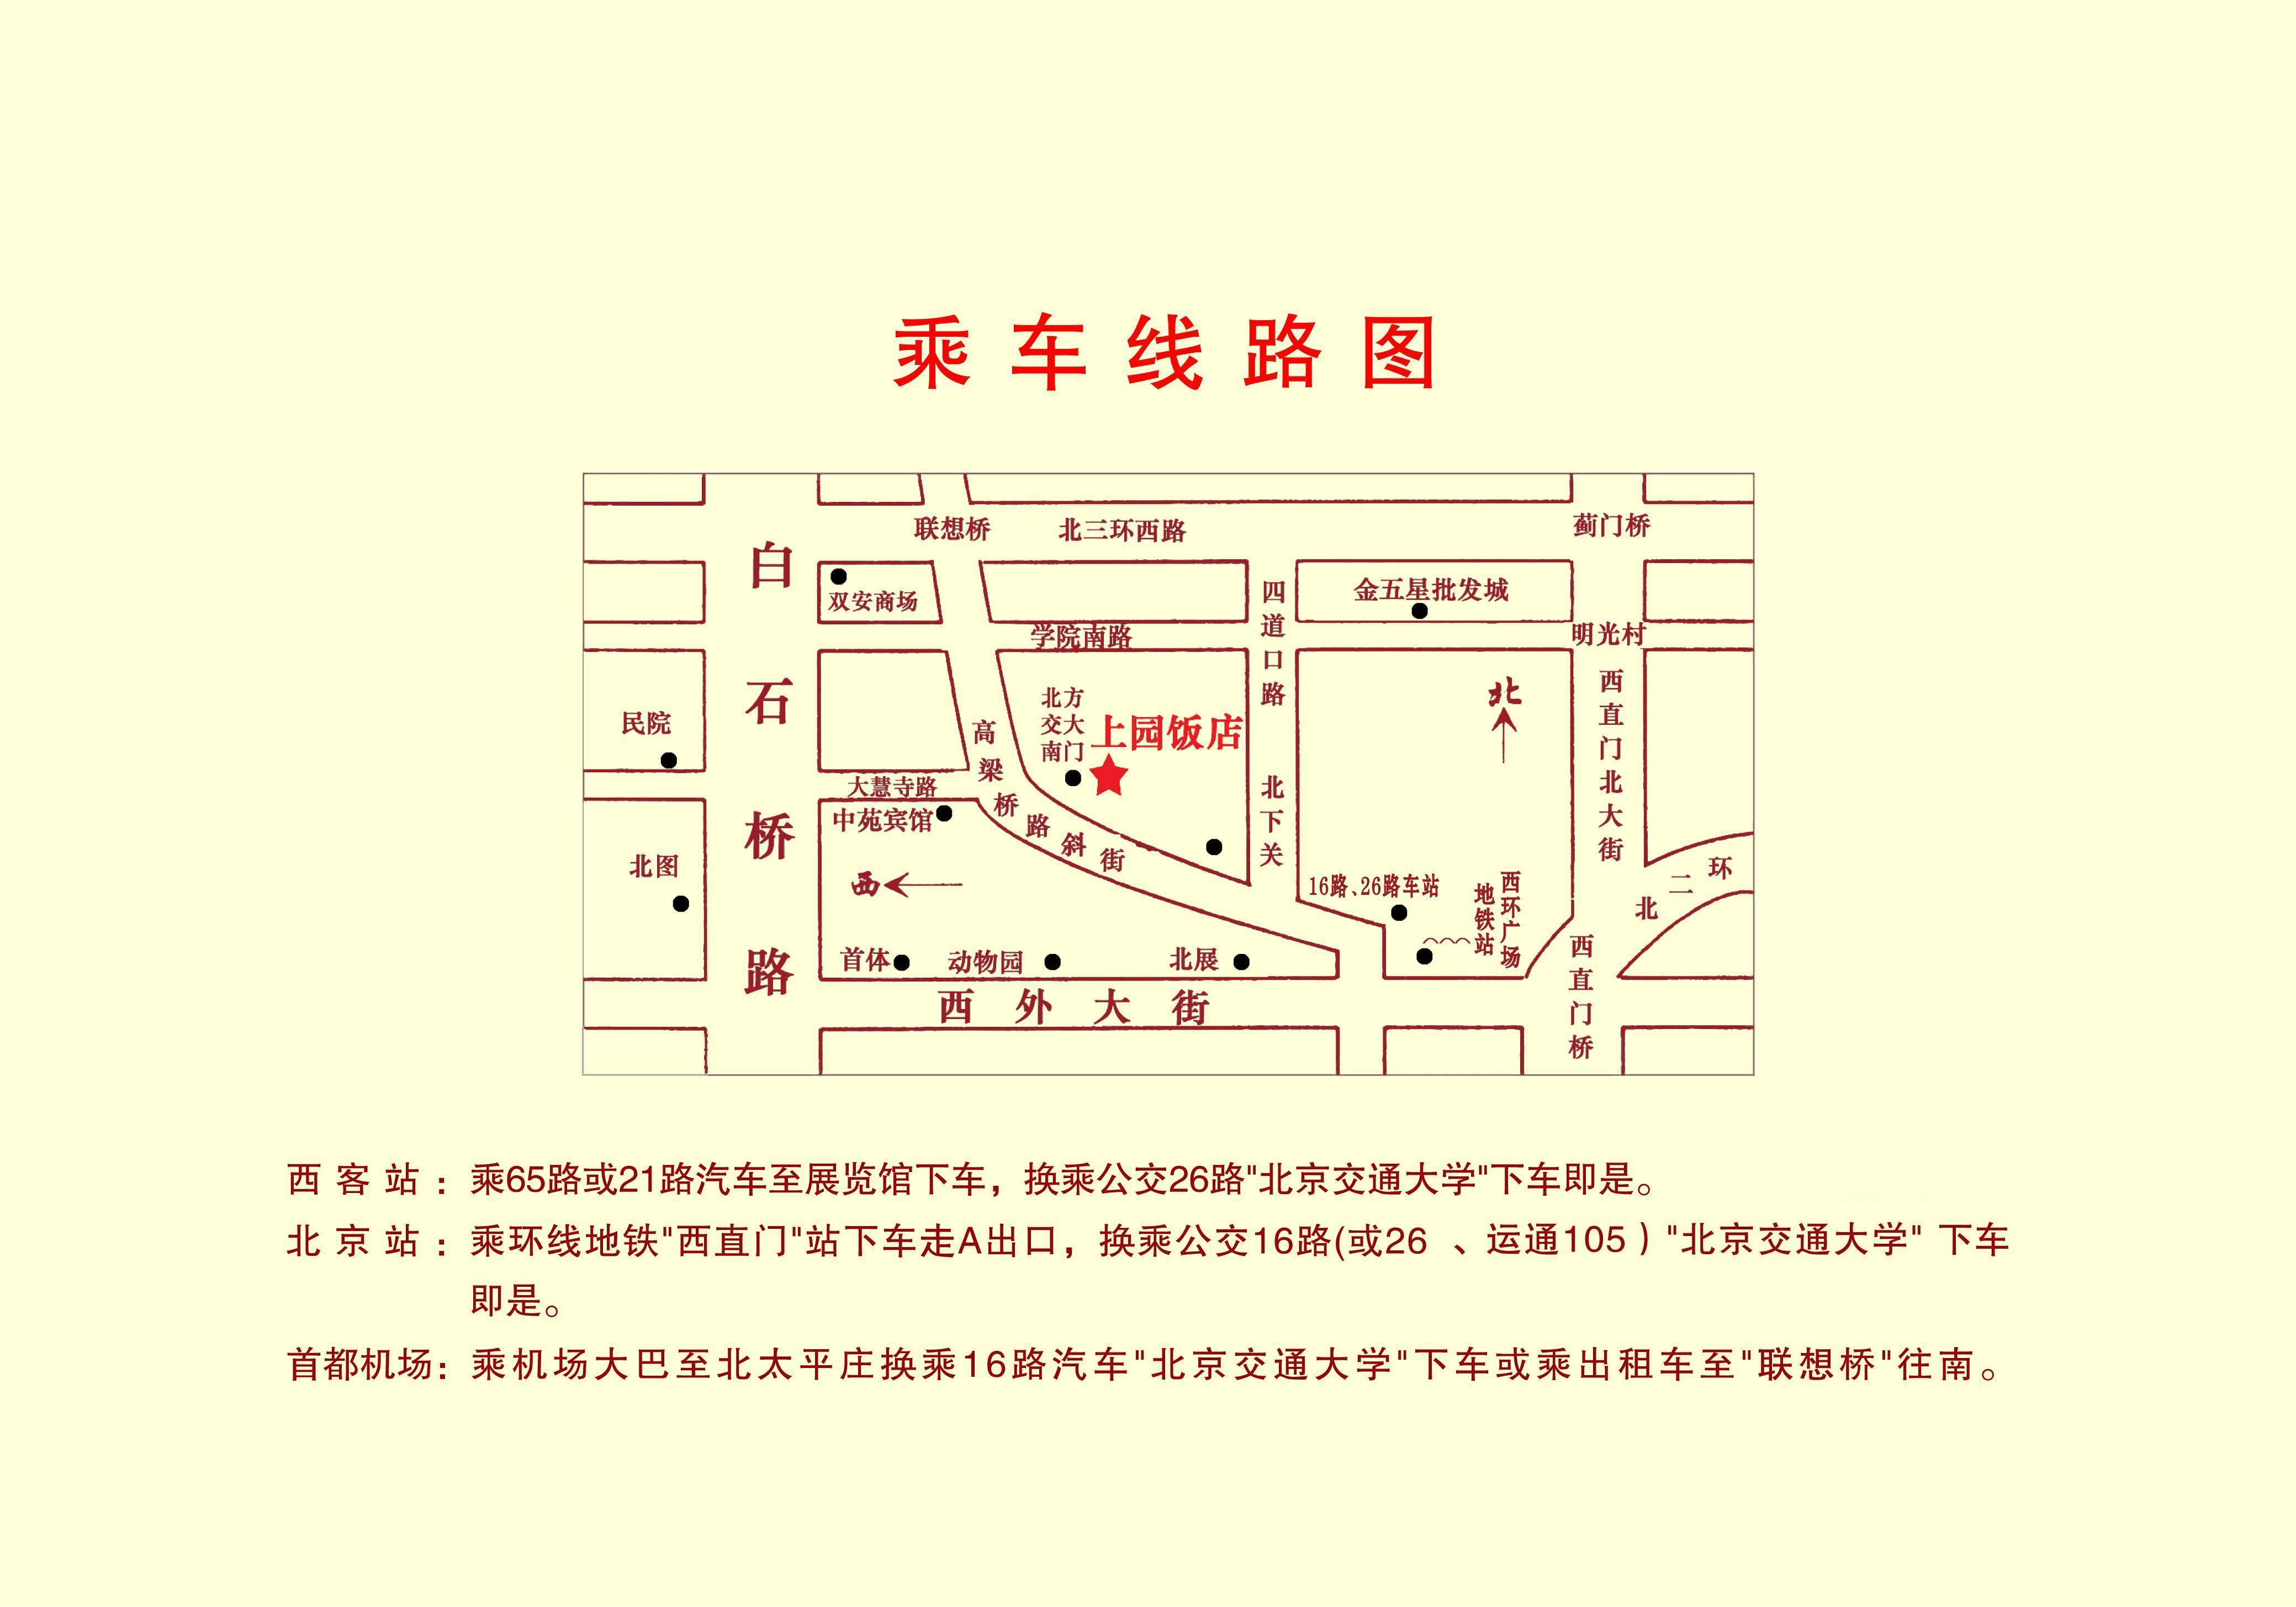 乘车线路图
联想桥
北三环西路
蓟门桥
白石桥路
双安商场
四道口路
金五星批发城
学院南路
明光村
民院
高梁桥路斜街
北方
交大
南门
上园饭店
北
西直门北大街
大慧寺路
中苑宾馆
北下关
北图
西
16路、26路车站
地铁站
西环广场
北二环
首体
动物园
北展
西直门桥
西外大街
西客站：乘65路或21路汽车至展览馆下车，换乘公交26路"北京交通大学"下车即是。
北京站：乘环线地铁"西直门"站下车走A出口，换乘公交16路(或26 、运通105）"北京交通大学" 下车
即是。
首都机场：乘机场大巴至北太平庄换乘16路汽车"北京交通大学"下车或乘出租车至"联想桥"往南。